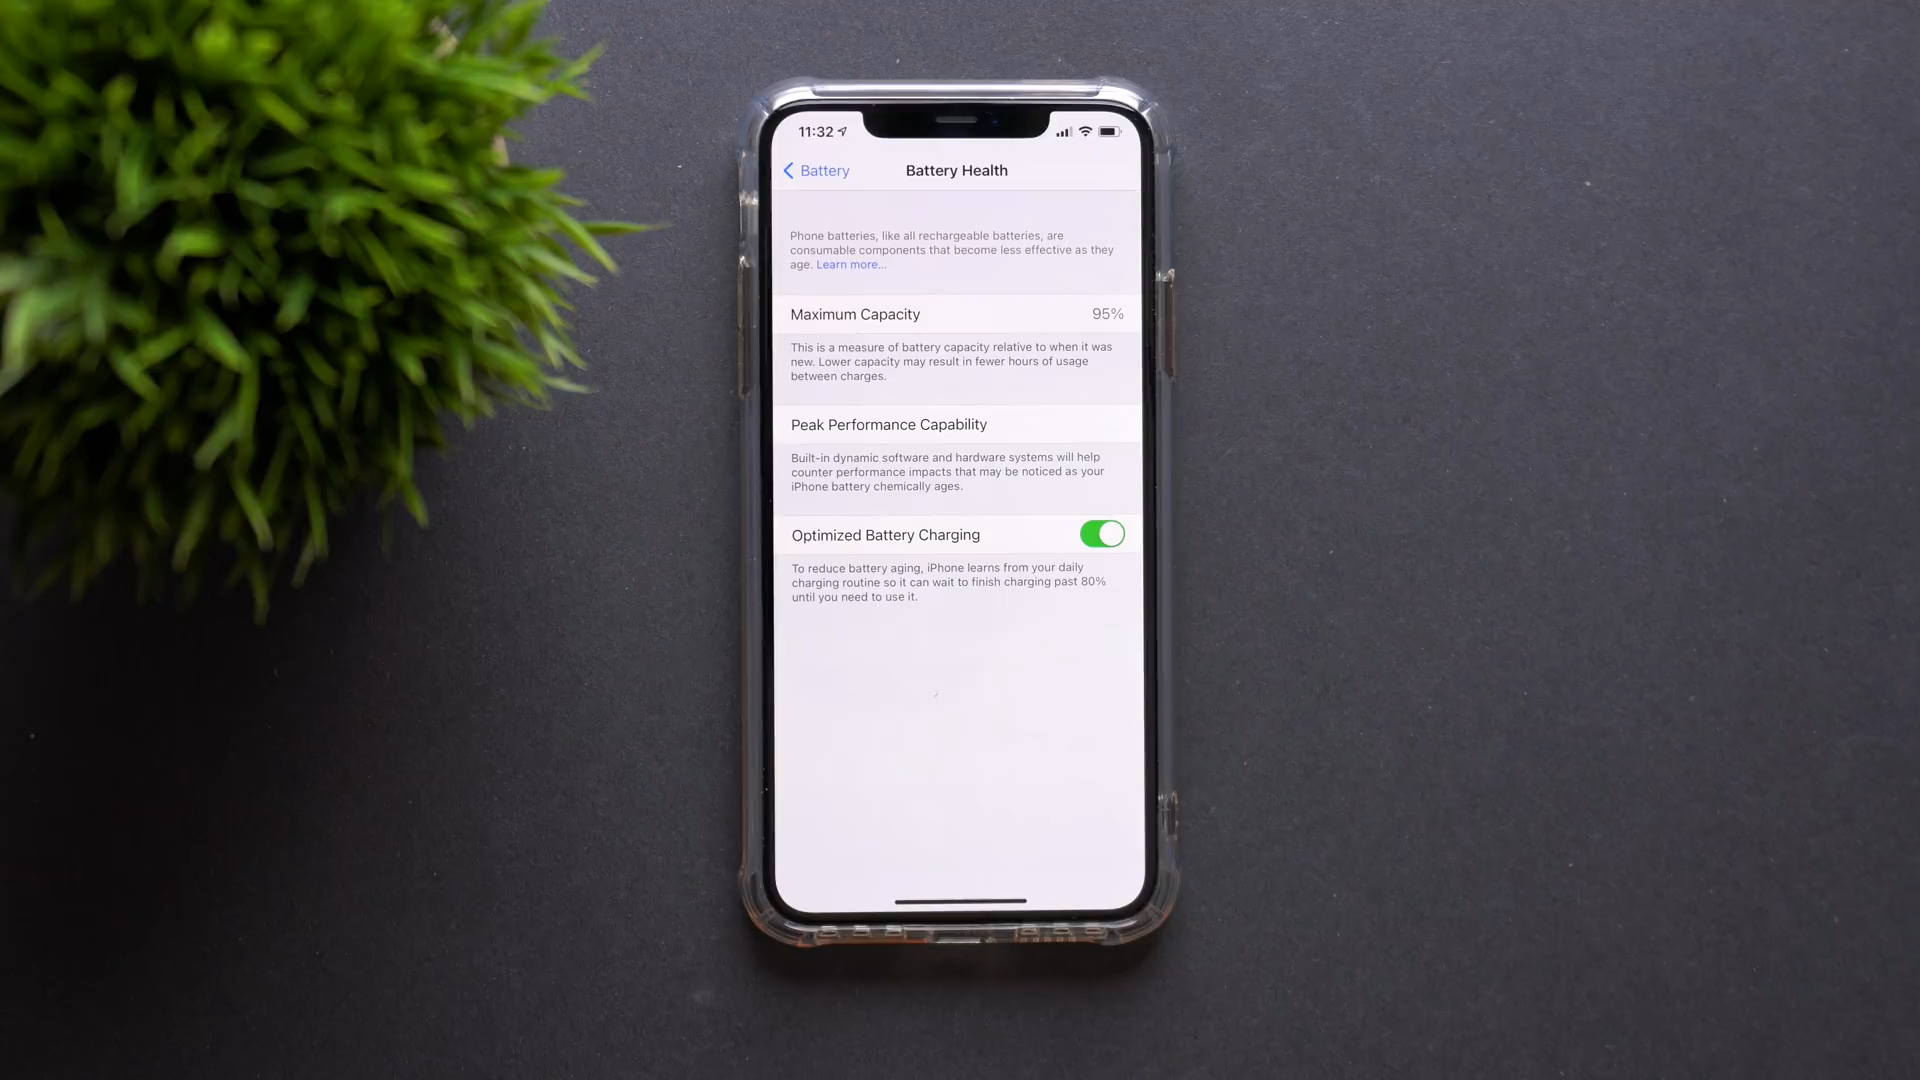 11:32
Battery
Battery Health
Phone batteries, like all rechargeable batteries, are
consumable components that become less effective as they
age. Learn more...
Maximum Capacity 95%
This is a measure of battery capacity relative to when it was
new. Lower capacity may result in fewer hours of usage
between charges.
Peak Performance Capability
Built-in dynamic software and hardware systems will help
counter performance impacts that may be noticed as your
iPhone battery chemically ages.
Optimized Battery Charging
To reduce battery aging, iPhone learns from your daily
charging routine so it can wait to finish charging past 80%
until you need to use it.